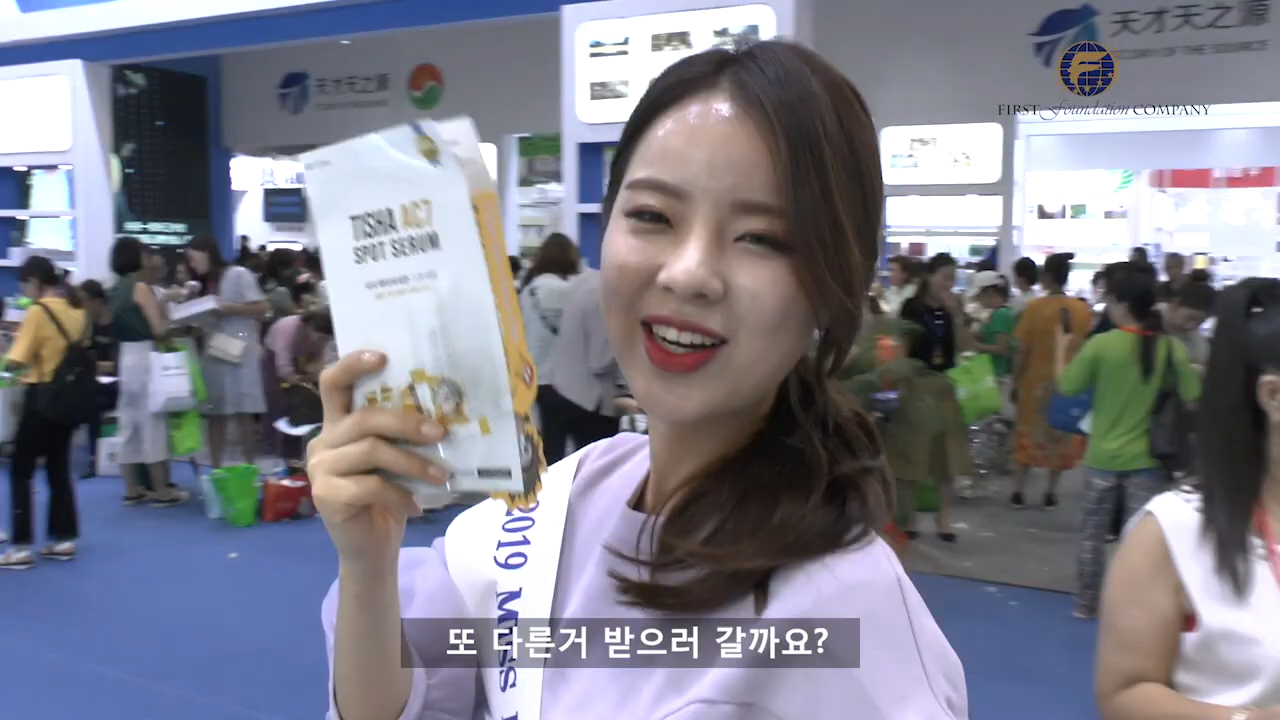 天才天之源
FIRST Foundation COMPANY
天才天之源
TISHA AC7
SPOT SERUM
2019 MISS
또 다른거 받으러 갈까요?